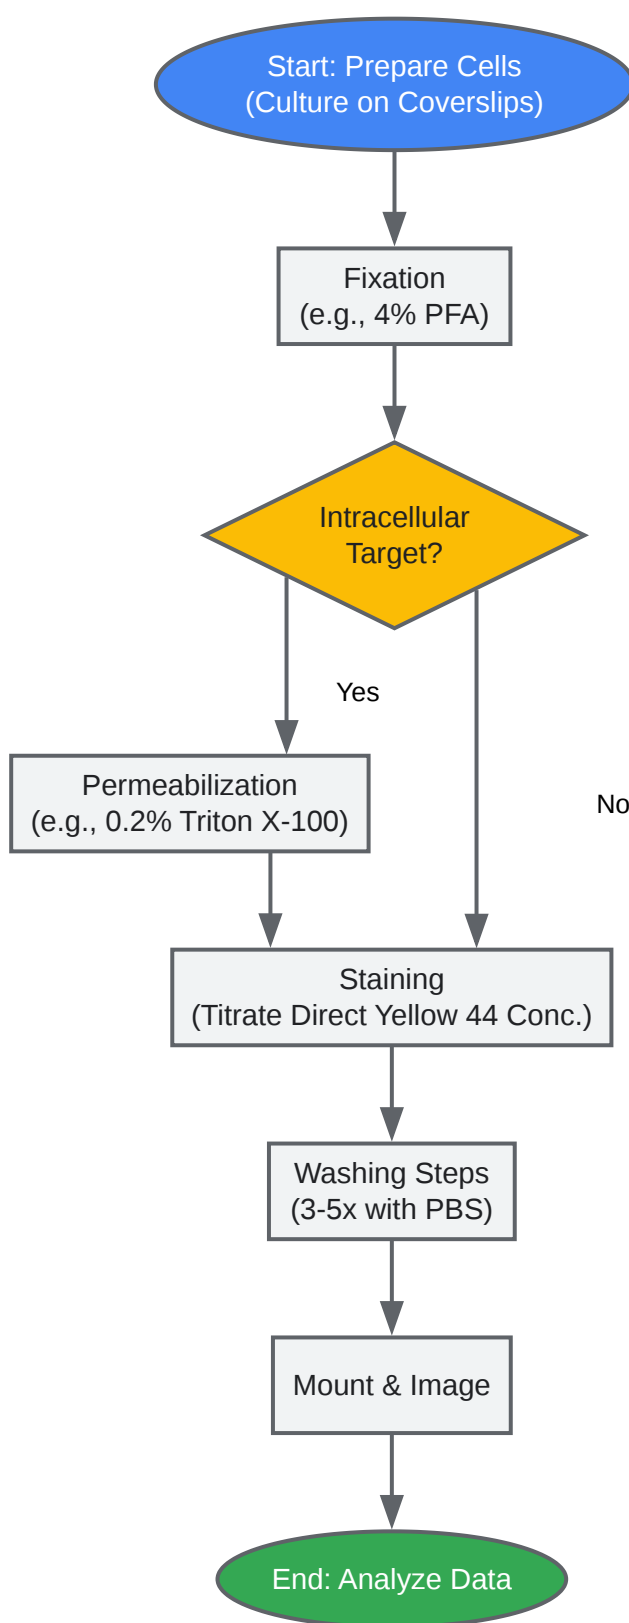 Start: Prepare Cells
(Culture on Coverslips)
Fixation
(e.g., 4% PFA)
Intracellular
Target?
Yes
Permeabilization
(e.g., 0.2% Triton X-100)
No
Staining
(Titrate Direct Yellow 44 Conc.)
Washing Steps
(3-5x with PBS)
Mount & Image
End: Analyze Data